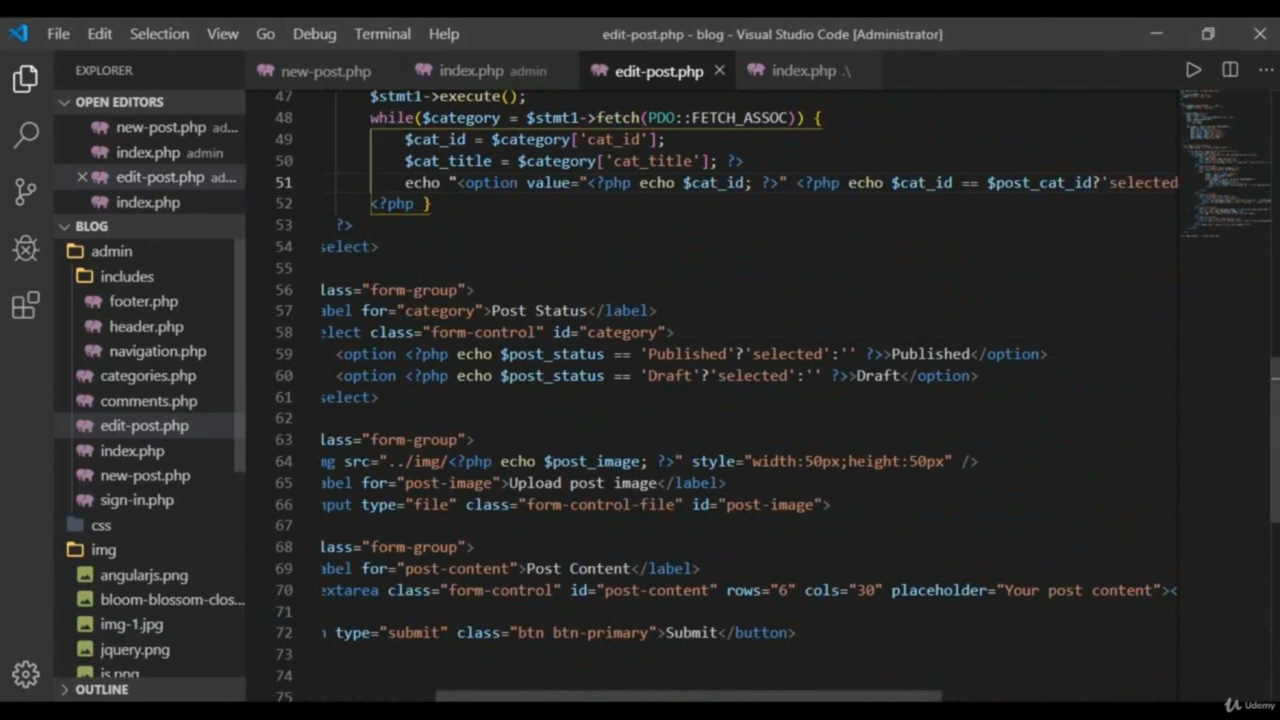 File Edit Selection View Go Debug Terminal Help edit-post.php - blog - Visual Studio Code [Administrator]
EXPLORER
new-post.php index.php admin edit-post.php index.php .\
OPEN EDITORS
new-post.php ad...
index.php admin
edit-post.php ad...
index.php
BLOG
admin
includes
footer.php
header.php
navigation.php
categories.php
comments.php
edit-post.php
index.php
new-post.php
sign-in.php
css
img
angularjs.png
bloom-blossom-clos...
img-1.jpg
jquery.png
js.png
OUTLINE
47 $stmt1->execute();
48 while($category = $stmt1->fetch(PDO::FETCH_ASSOC)) {
49 $cat_id = $category['cat_id'];
50 $cat_title = $category['cat_title']; ?>
51 echo "<option value="<?php echo $cat_id; ?>" <?php echo $cat_id == $post_cat_id?'selected
52 <?php }
53 ?>
54 select>
55
56 lass="form-group">
57 abel for="category">Post Status</label>
58 elect class="form-control" id="category">
59 <option <?php echo $post_status == 'Published'?'selected':'' ?>>Published</option>
60 <option <?php echo $post_status == 'Draft'?'selected':'' ?>>Draft</option>
61 select>
62
63 lass="form-group">
64 mg src="../img/<?php echo $post_image; ?>" style="width:50px;height:50px" />
65 abel for="post-image">Upload post image</label>
66 nput type="file" class="form-control-file" id="post-image">
67
68 lass="form-group">
69 abel for="post-content">Post Content</label>
70 extarea class="form-control" id="post-content" rows="6" cols="30" placeholder="Your post content"><
71
72 n type="submit" class="btn btn-primary">Submit</button>
73
74
75
Udemy